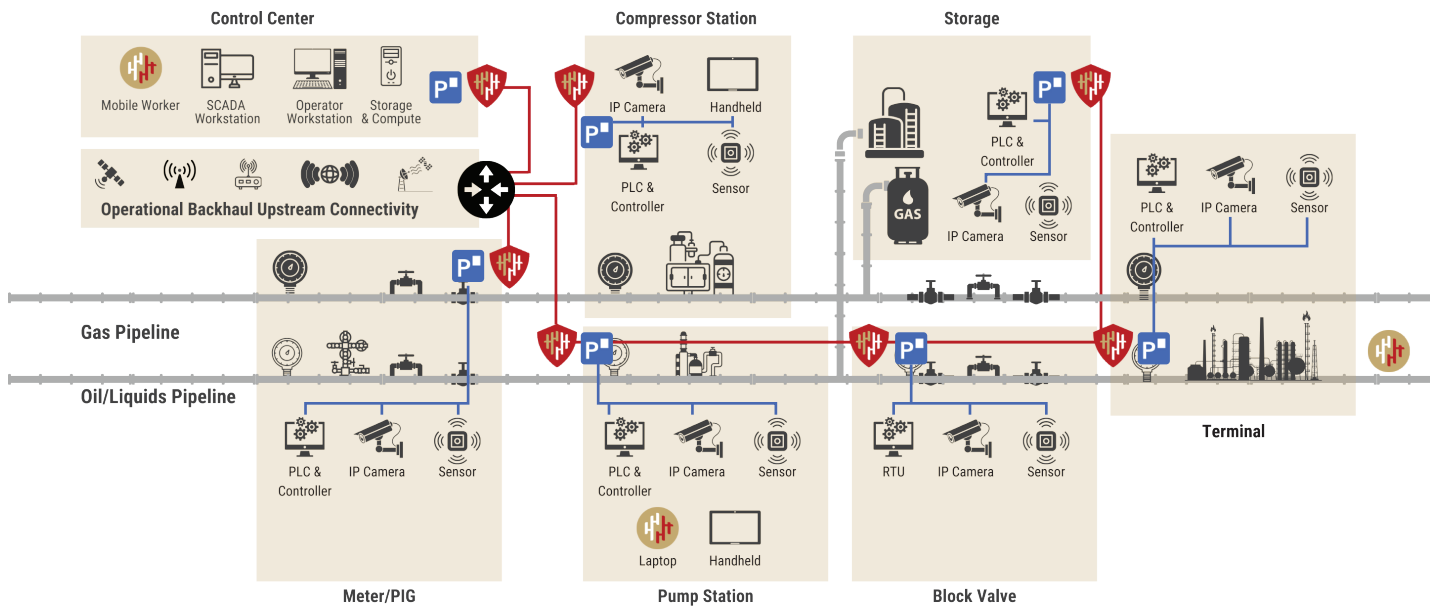 Control Center
Compressor Station
Storage
Mobile Worker
SCADA
Workstation
Operator
Workstation
Storage
& Compute
P
Operational Backhaul Upstream Connectivity
IP Camera
Handheld
P
PLC &
Controller
Sensor
P
PLC &
Controller
GAS
IP Camera
Sensor
PLC &
Controller
IP Camera
Sensor
P
Gas Pipeline
Oil/Liquids Pipeline
P
P
P
PLC &
Controller
IP Camera
Sensor
PLC &
Controller
IP Camera
Sensor
Laptop
Handheld
RTU
IP Camera
Sensor
Terminal
Meter/PIG
Pump Station
Block Valve